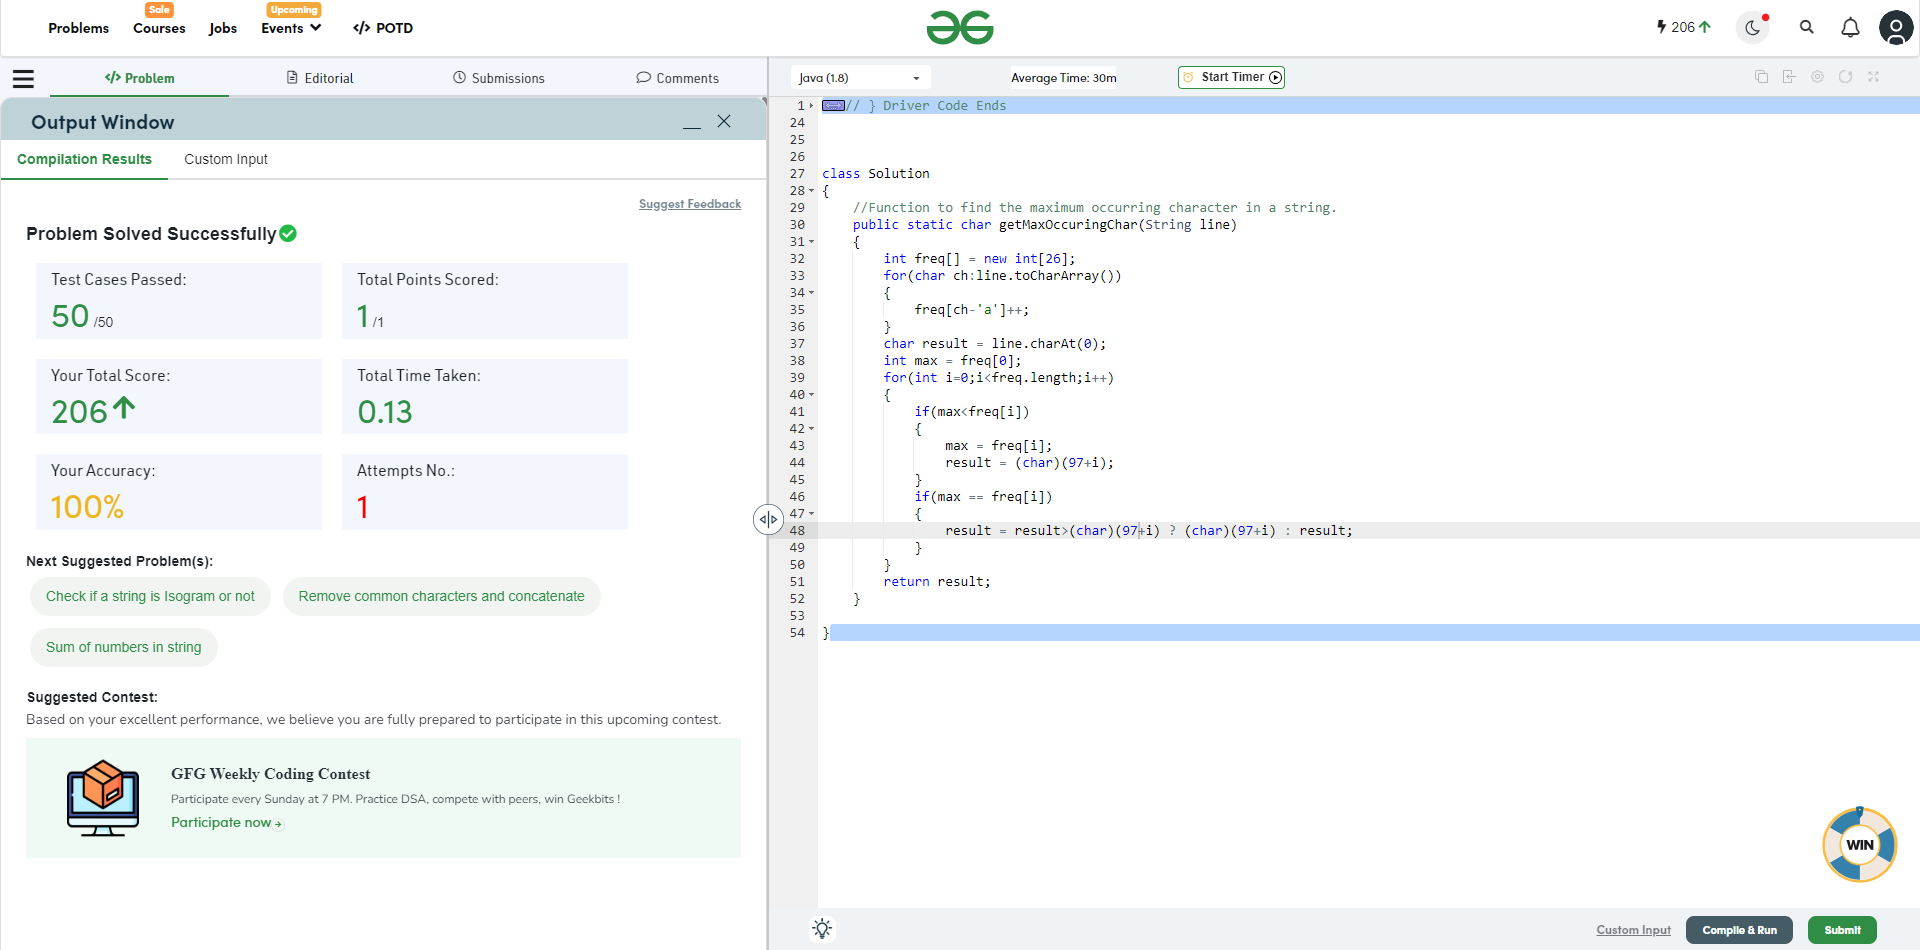 Sale
Upcoming
Problems Courses Jobs Events </> POTD
206
</> Problem Editorial Submissions Comments
Java (1.8) Average Time: 30m Start Timer
Output Window
Compilation Results Custom Input
Suggest Feedback
Problem Solved Successfully
Test Cases Passed: Total Points Scored:
50 /50 1 /1
Your Total Score: Total Time Taken:
206 0.13
Your Accuracy: Attempts No.:
100% 1
Next Suggested Problem(s):
Check if a string is Isogram or not Remove common characters and concatenate
Sum of numbers in string
Suggested Contest:
Based on your excellent performance, we believe you are fully prepared to participate in this upcoming contest.
GFG Weekly Coding Contest
Participate every Sunday at 7 PM. Practice DSA, compete with peers, win Geekbits !
Participate now
1 // } Driver Code Ends
24
25
26
27 class Solution
28 {
29 //Function to find the maximum occurring character in a string.
30 public static char getMaxOccuringChar(String line)
31 {
32 int freq[] = new int[26];
33 for(char ch:line.toCharArray())
34 {
35 freq[ch-'a']++;
36 }
37 char result = line.charAt(0);
38 int max = freq[0];
39 for(int i=0;i<freq.length;i++)
40 {
41 if(max<freq[i])
42 {
43 max = freq[i];
44 result = (char)(97+i);
45 }
46 if(max == freq[i])
47 {
48 result = result>(char)(97+i) ? (char)(97+i) : result;
49 }
50 }
51 return result;
52 }
53
54 }
WIN
Custom Input Compile & Run Submit